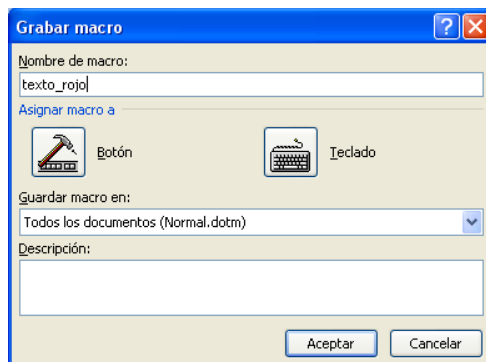 Grabar macro
Nombre de macro:
texto_rojo
Asignar macro a
Botón
Teclado
Guardar macro en:
Todos los documentos (Normal.dotm)
Descripción:
Aceptar
Cancelar